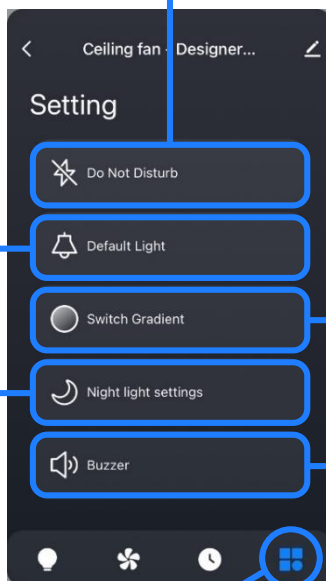 Ceiling fan - Designer...
Setting
Do Not Disturb
Default Light
Switch Gradient
Night light settings
Buzzer